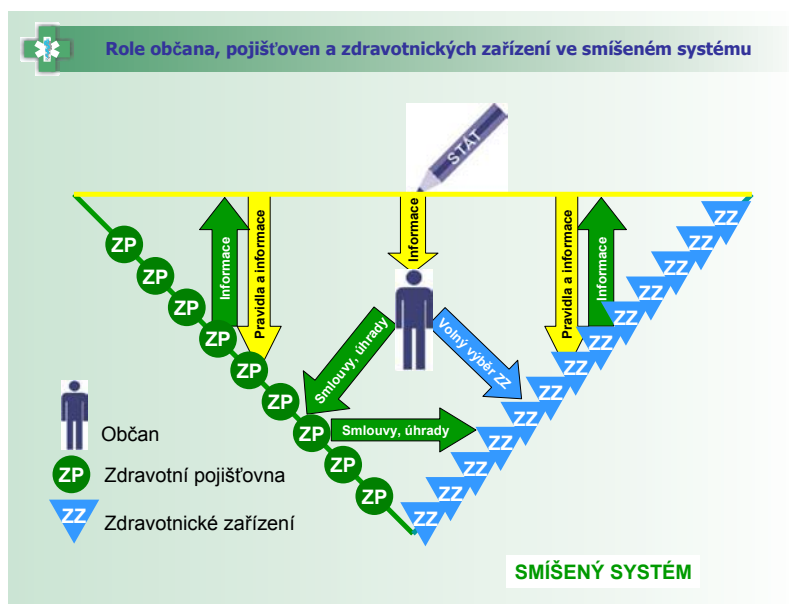 Role občana, pojišťoven a zdravotnických zařízení ve smíšeném systému
STÁT
Informace
Pravidla a informace
Informace
Pravidla a informace
Informace
ZP
ZP
ZP
ZP
ZP
ZP
ZP
ZP
ZP
ZZ
ZZ
ZZ
ZZ
ZZ
ZZ
ZZ
ZZ
ZZ
ZZ
ZZ
ZZ
ZZ
Smlouvy, úhrady
Volný výběr ZZ
Smlouvy, úhrady
Občan
ZP Zdravotní pojišťovna
ZZ Zdravotnické zařízení
SMÍŠENÝ SYSTÉM